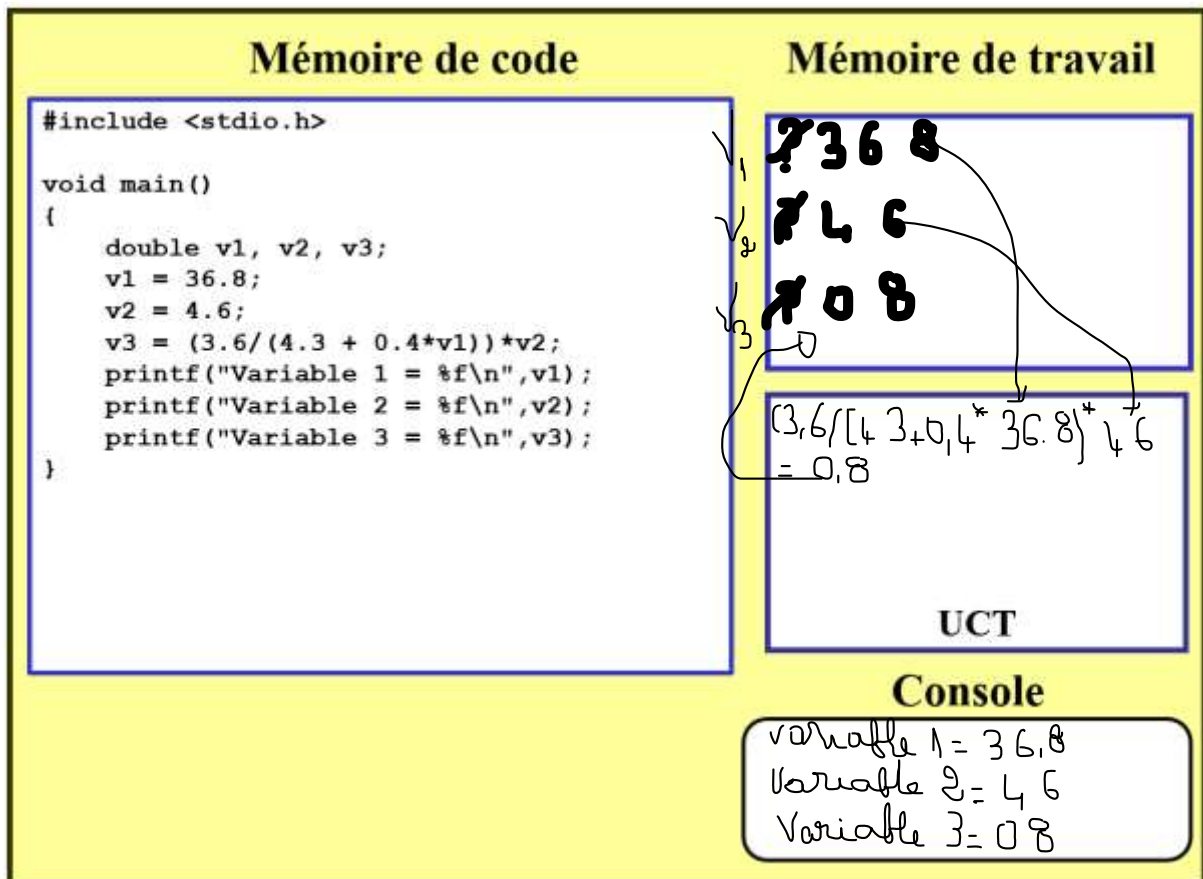 Mémoire de code
#include <stdio.h>
void main()
{
double v1, v2, v3;
v1 = 36.8;
v2 = 4.6;
v3 = (3.6/(4.3 + 0.4*v1))*v2;
printf("Variable 1 = %f\n",v1);
printf("Variable 2 = %f\n",v2);
printf("Variable 3 = %f\n",v3);
}
Mémoire de travail
V1 ? 36 8
V2 ? 4 6
V3 ? 0 8
0
(3,6/[4 3+0,4* 36.8)* 4 6
= 0,8
UCT
Console
variable 1= 36,8
Variable 2= 4 6
Variable 3= 0 8